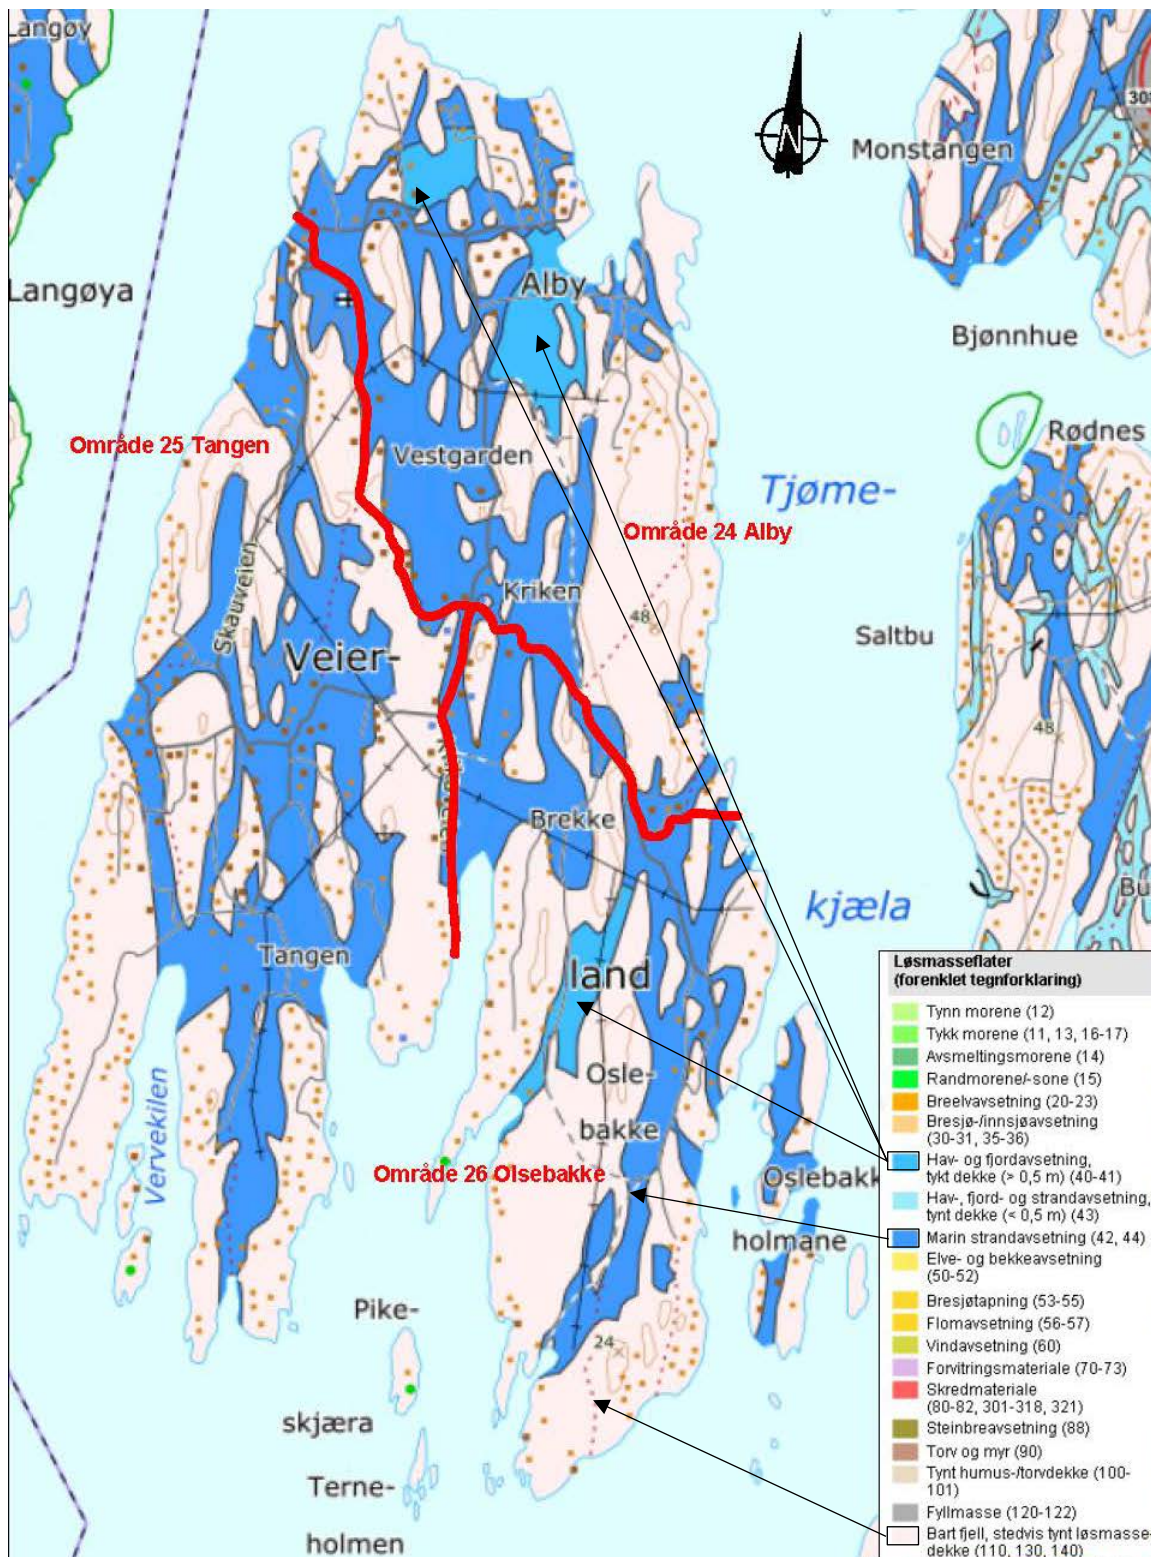 Langøy
308
Monstangen
Alby
Langøya
Bjønnhue
Rødnes
Område 25 Tangen
Vestgarden
Tjøme-
Område 24 Alby
Skauveien
Kriken
48
Saltbu
Veier-
48
Brekke
Bu
kjæla
Tangen
land
Løsmasseflater
(forenklet tegnforklaring)
Tynn morene (12)
Tykk morene (11, 13, 16-17)
Avsmeltingsmorene (14)
Randmorene/-sone (15)
Breelvavsetning (20-23)
Bresjø-/innsjøavsetning
(30-31, 35-36)
Hav- og fjordavsetning,
tykt dekke (> 0,5 m) (40-41)
Hav-, fjord- og strandavsetning,
tynt dekke (< 0,5 m) (43)
Marin strandavsetning (42, 44)
Elve- og bekkeavsetning
(50-52)
Bresjøtapning (53-55)
Flomavsetning (56-57)
Vindavsetning (60)
Forvitringsmateriale (70-73)
Skredmateriale
(80-82, 301-318, 321)
Steinbreavsetning (88)
Torv og myr (90)
Tynt humus-/torvdekke (100-
101)
Fyllmasse (120-122)
Bart fjell, stedvis tynt løsmasse-
dekke (110, 130, 140)
Osle-
bakke
Vervekilen
Område 26 Olsebakke
Oslebakk
holmane
Pike-
24
skjæra
Terne-
holmen
N